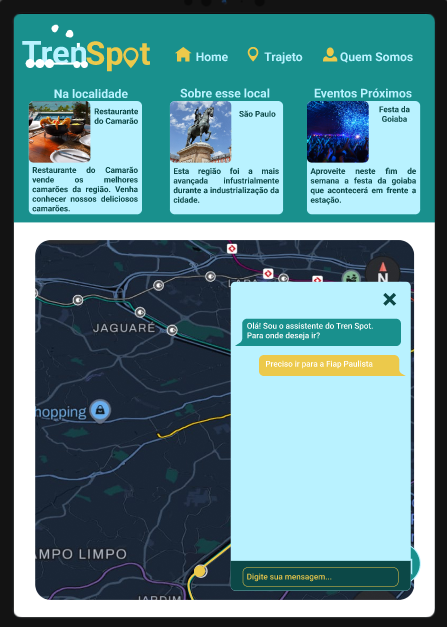 TrenSpot
Home
Trajeto
Quem Somos
Na localidade
Sobre esse local
Eventos Próximos
Restaurante
do Camarão
Restaurante do Camarão
vende os melhores
camarões da região. Venha
conhecer nossos deliciosos
camarões.
São Paulo
Esta região foi a mais
avançada infustrialmente
durante a industrialização da
cidade.
Festa da
Goiaba
Aproveite neste fim de
semana a festa da goiaba
que acontecerá em frente a
estação.
N
LAPA
JAGUARÉ
hopping
AMPO LIMPO
JARDIM
Olá! Sou o assistente do Tren Spot.
Para onde deseja ir?
Preciso ir para a Fiap Paulista
Digite sua mensagem...